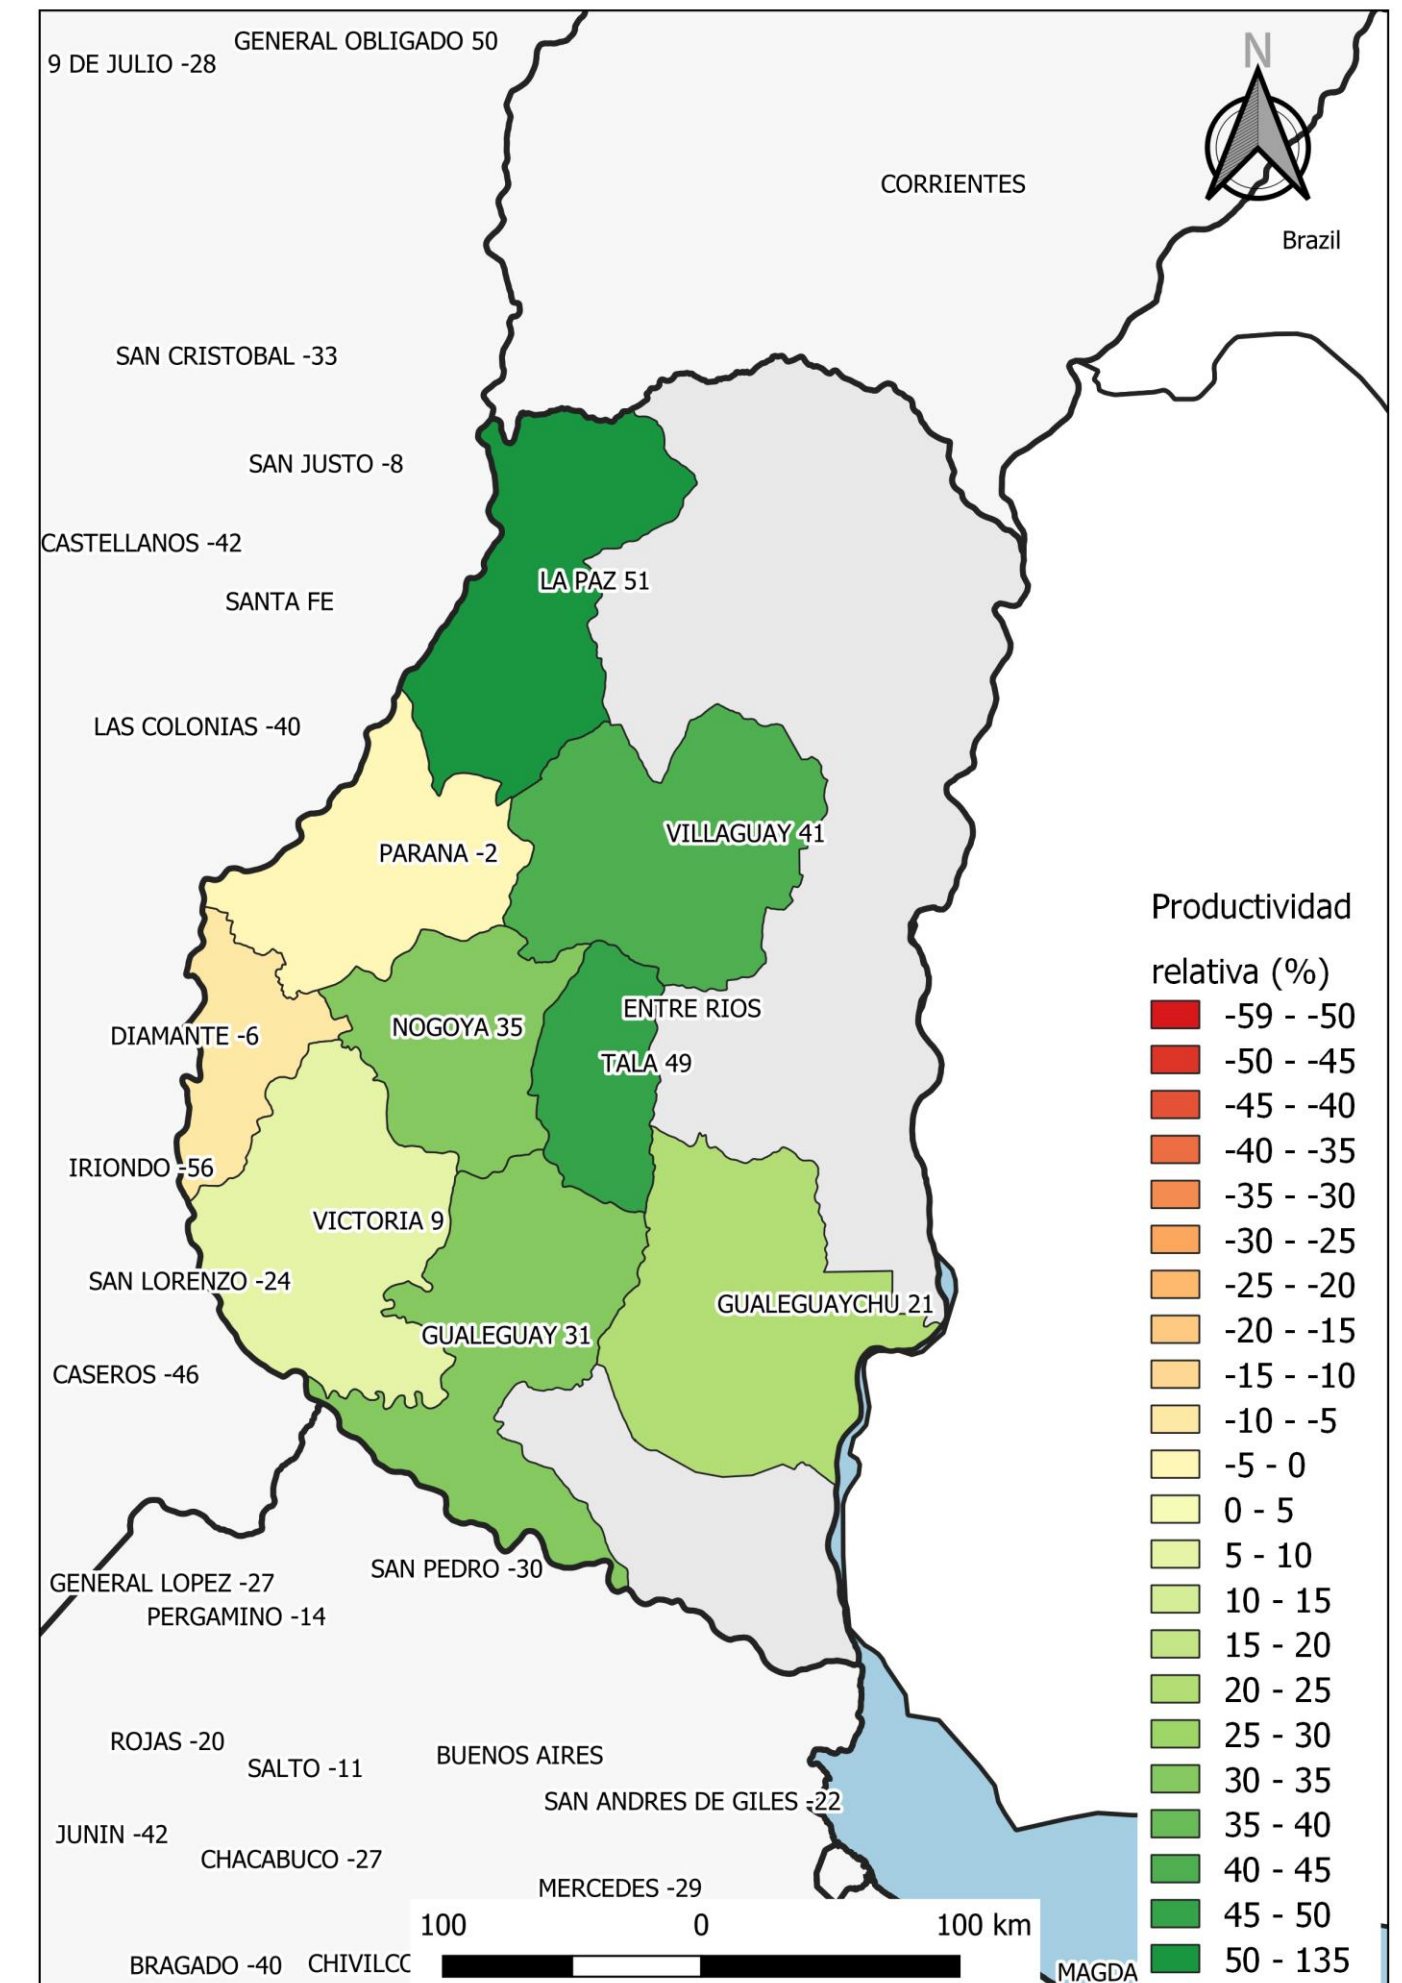 GENERAL OBLIGADO 50
9 DE JULIO -28
N
CORRIENTES
Brazil
SAN CRISTOBAL -33
SAN JUSTO -8
CASTELLANOS -42
LA PAZ 51
SANTA FE
LAS COLONIAS -40
VILLAGUAY 41
PARANA -2
ENTRE RIOS
NOGOYA 35
DIAMANTE -6
TALA 49
IRIONDO -56
VICTORIA 9
SAN LORENZO -24
GUALEGUAYCHU 21
GUALEGUAY 31
CASEROS -46
SAN PEDRO -30
GENERAL LOPEZ -27
PERGAMINO -14
ROJAS -20
BUENOS AIRES
SALTO -11
SAN ANDRES DE GILES -22
JUNIN -42
CHACABUCO -27
MERCEDES -29
BRAGADO -40
CHIVILCO
MAGDA
100 0 100 km
Productividad
relativa (%)
-59 - -50
-50 - -45
-45 - -40
-40 - -35
-35 - -30
-30 - -25
-25 - -20
-20 - -15
-15 - -10
-10 - -5
-5 - 0
0 - 5
5 - 10
10 - 15
15 - 20
20 - 25
25 - 30
30 - 35
35 - 40
40 - 45
45 - 50
50 - 135